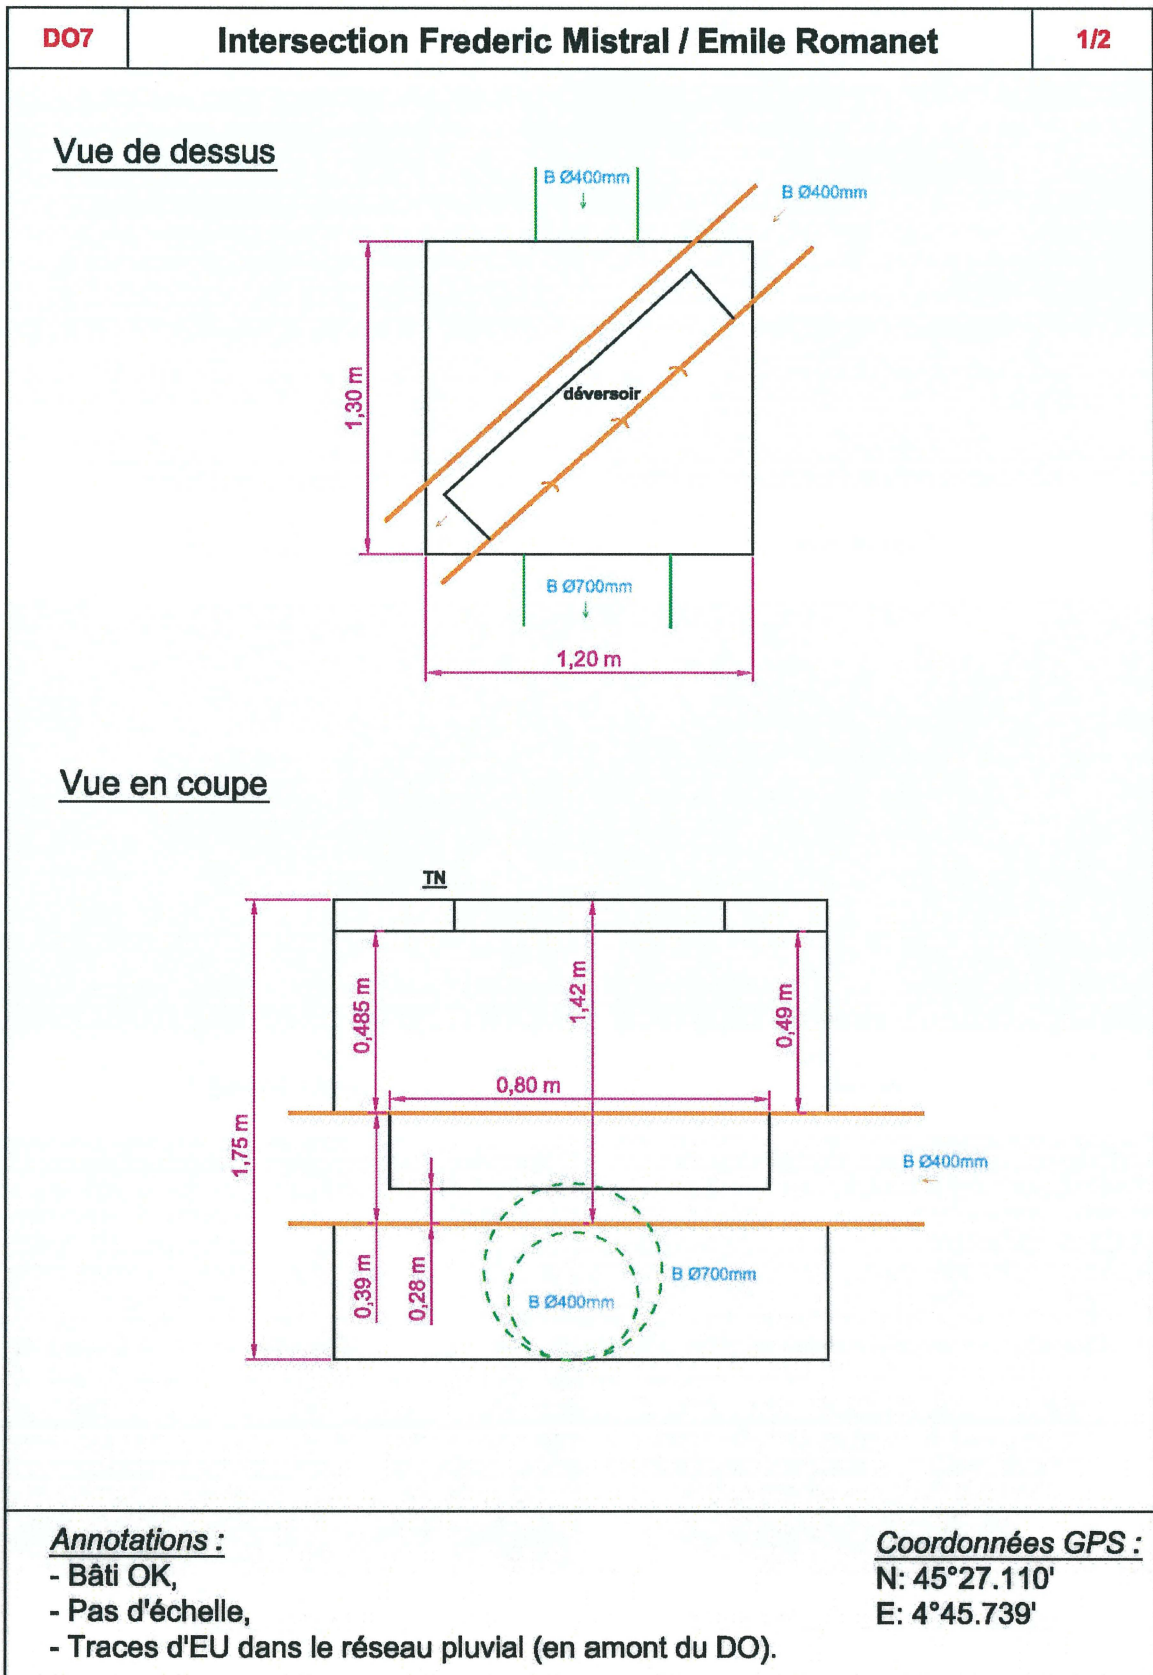 DO7
Intersection Frederic Mistral / Emile Romanet
1/2
Vue de dessus
B Ø400mm
B Ø400mm
1,30 m
déversoir
B Ø700mm
1,20 m
Vue en coupe
TN
0,485 m
1,42 m
0,49 m
0,80 m
1,75 m
B Ø400mm
0,39 m
0,28 m
B Ø700mm
B Ø400mm
Annotations :
- Bâti OK,
- Pas d'échelle,
- Traces d'EU dans le réseau pluvial (en amont du DO).
Coordonnées GPS :
N: 45°27.110'
E: 4°45.739'